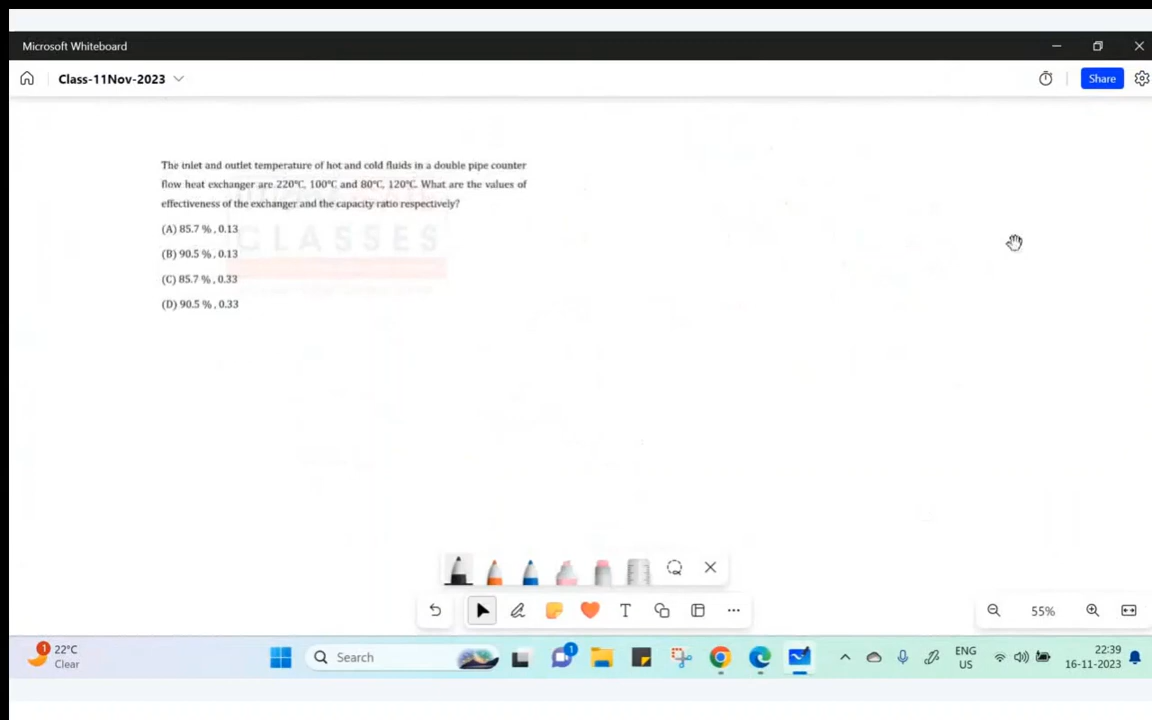 Microsoft Whiteboard
Class-11Nov-2023
Share
The inlet and outlet temperature of hot and cold fluids in a double pipe counter
flow heat exchanger are 220°C, 100°C and 80°C, 120°C. What are the values of
effectiveness of the exchanger and the capacity ratio respectively?
(A) 85.7 % , 0.13
CLASSES
(B) 90.5 % , 0.13
(C) 85.7 % , 0.33
(D) 90.5 % , 0.33
T
55%
1
22°C
Clear
Search
1
ENG
US
22:39
16-11-2023